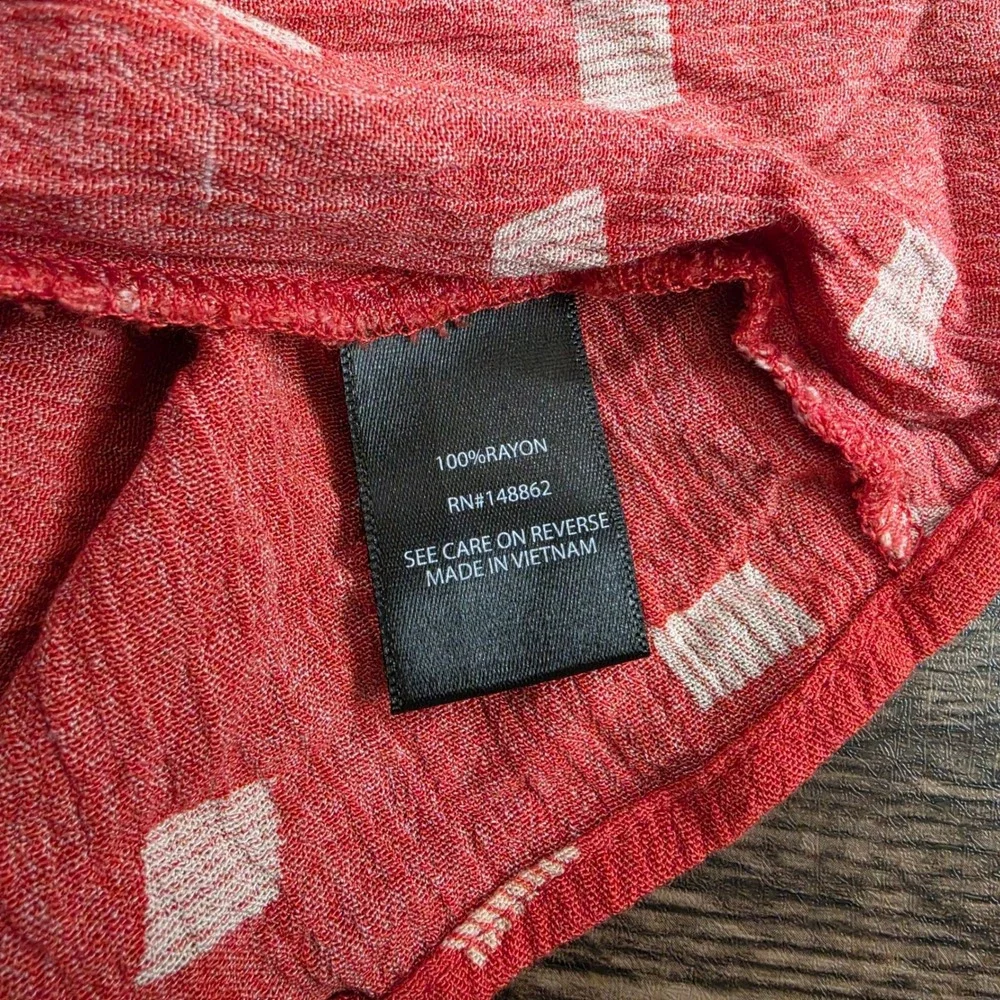 100%RAYON
RN#148862
SEE CARE ON REVERSE
MADE IN VIETNAM